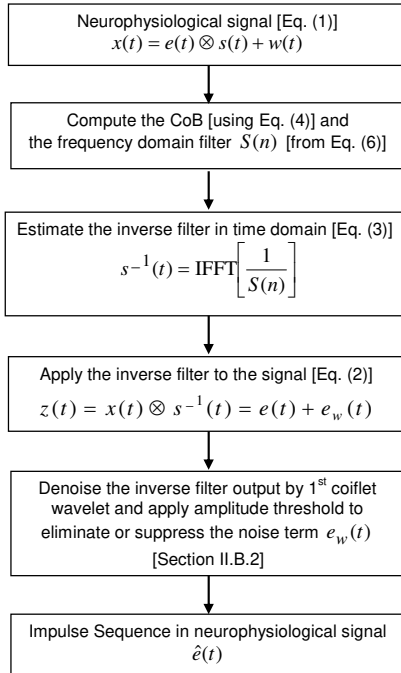 Neurophysiological signal [Eq. (1)]
x(t) = e(t) ⊗ s(t) + w(t)
Compute the CoB [using Eq. (4)] and
the frequency domain filter S(n) [from Eq. (6)]
Estimate the inverse filter in time domain [Eq. (3)]
s⁻¹(t) = IFFT[1/S(n)]
Apply the inverse filter to the signal [Eq. (2)]
z(t) = x(t) ⊗ s⁻¹(t) = e(t) + e_w(t)
Denoise the inverse filter output by 1st coiflet
wavelet and apply amplitude threshold to
eliminate or suppress the noise term e_w(t)
[Section II.B.2]
Impulse Sequence in neurophysiological signal
ê(t)